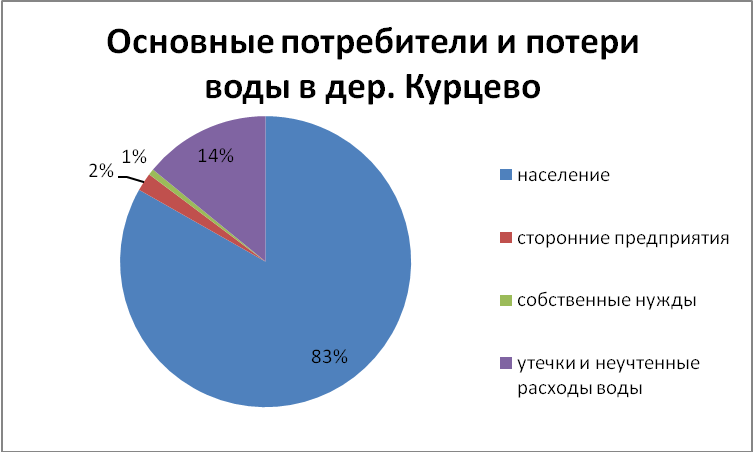 Основные потребители и потери
воды в дер. Курцево
1%
2%
14%
83%
население
сторонние предприятия
собственные нужды
утечки и неучтенные
расходы воды